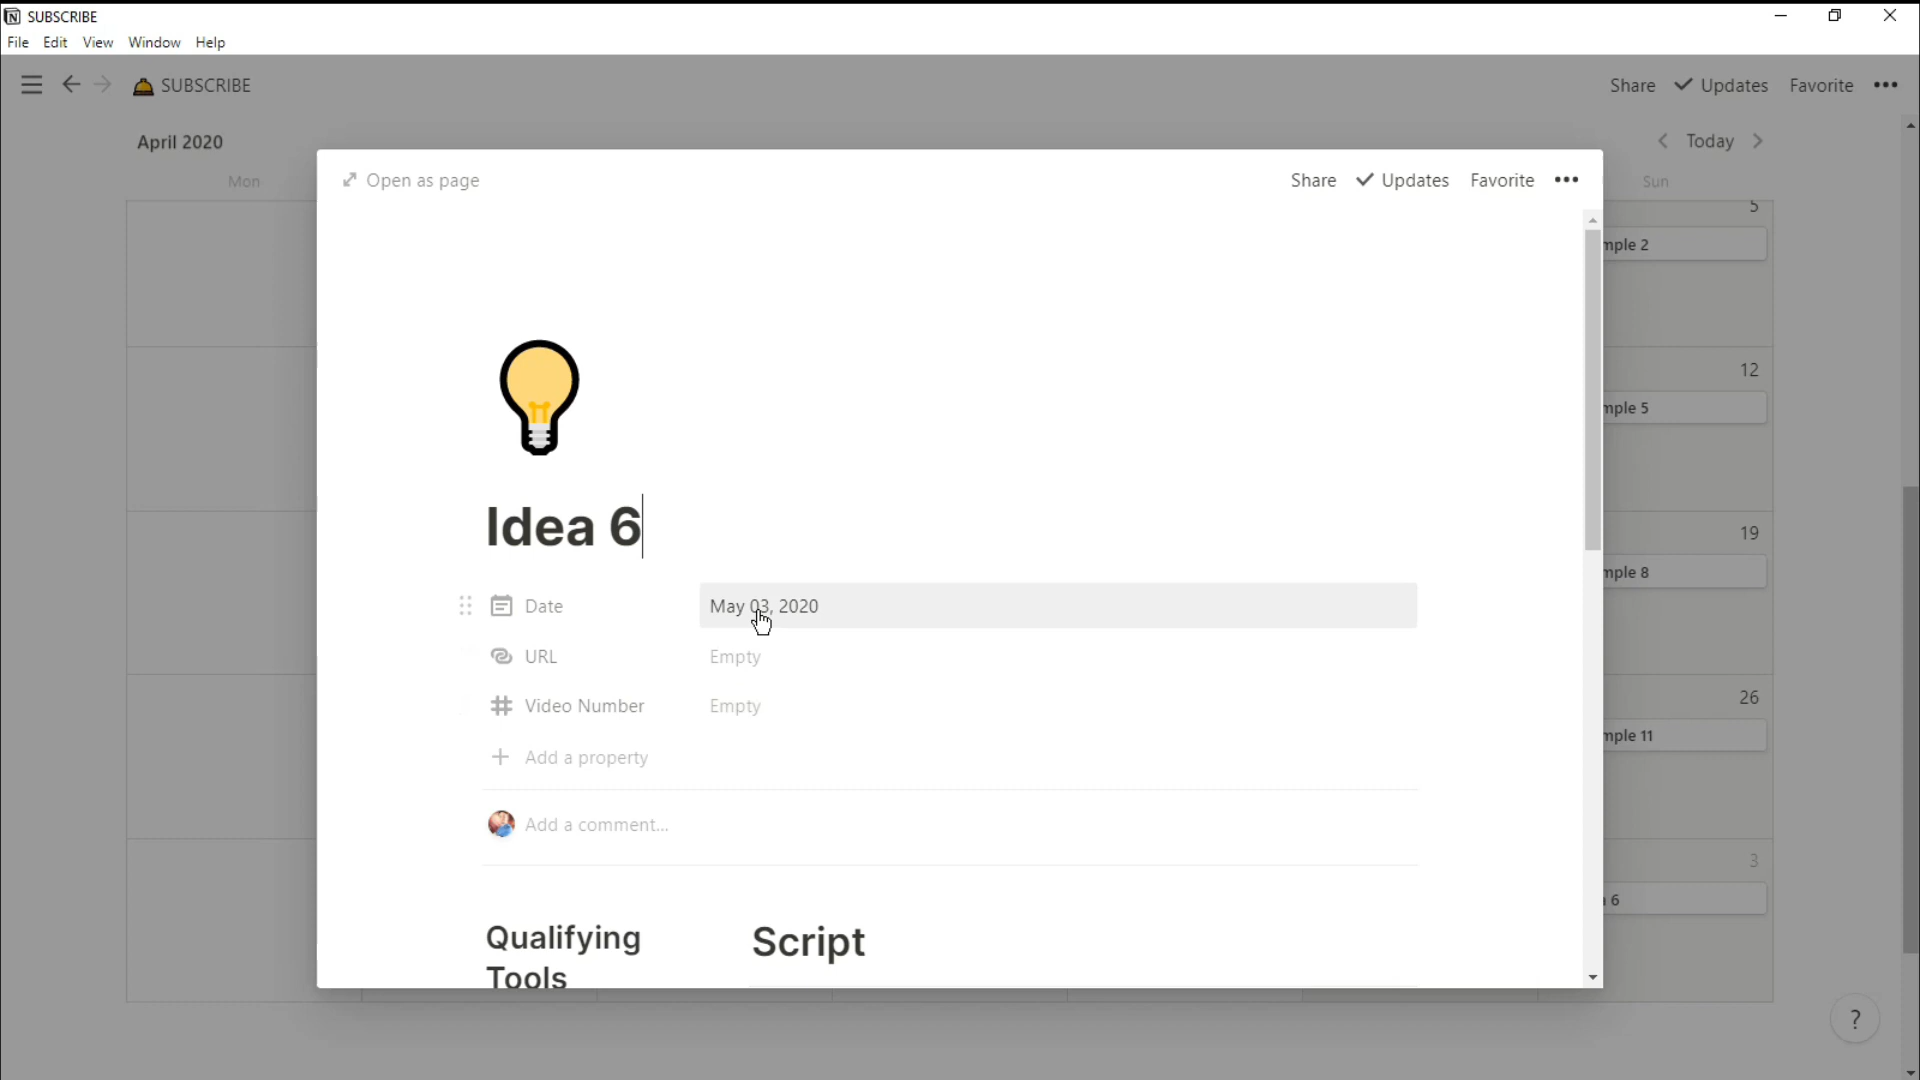 SUBSCRIBE
File Edit View Window Help
SUBSCRIBE
Share Updates Favorite
April 2020
Today
Mon
Sun
Open as page
Share Updates Favorite
5
mple 2
12
mple 5
Idea 6
19
mple 8
Date May 03, 2020
URL Empty
Video Number Empty
26
mple 11
Add a property
Add a comment...
3
6
Qualifying
Tools
Script
?